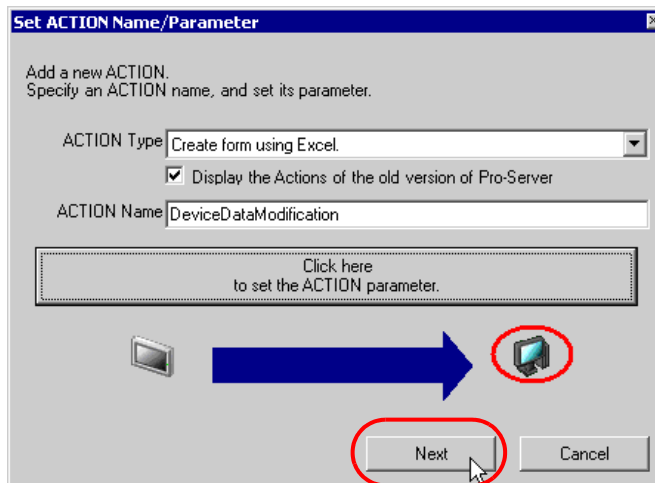 Set ACTION Name/Parameter
Add a new ACTION.
Specify an ACTION name, and set its parameter.
ACTION Type Create form using Excel.
Display the Actions of the old version of Pro-Server
ACTION Name DeviceDataModification
Click here
to set the ACTION parameter.
Next Cancel